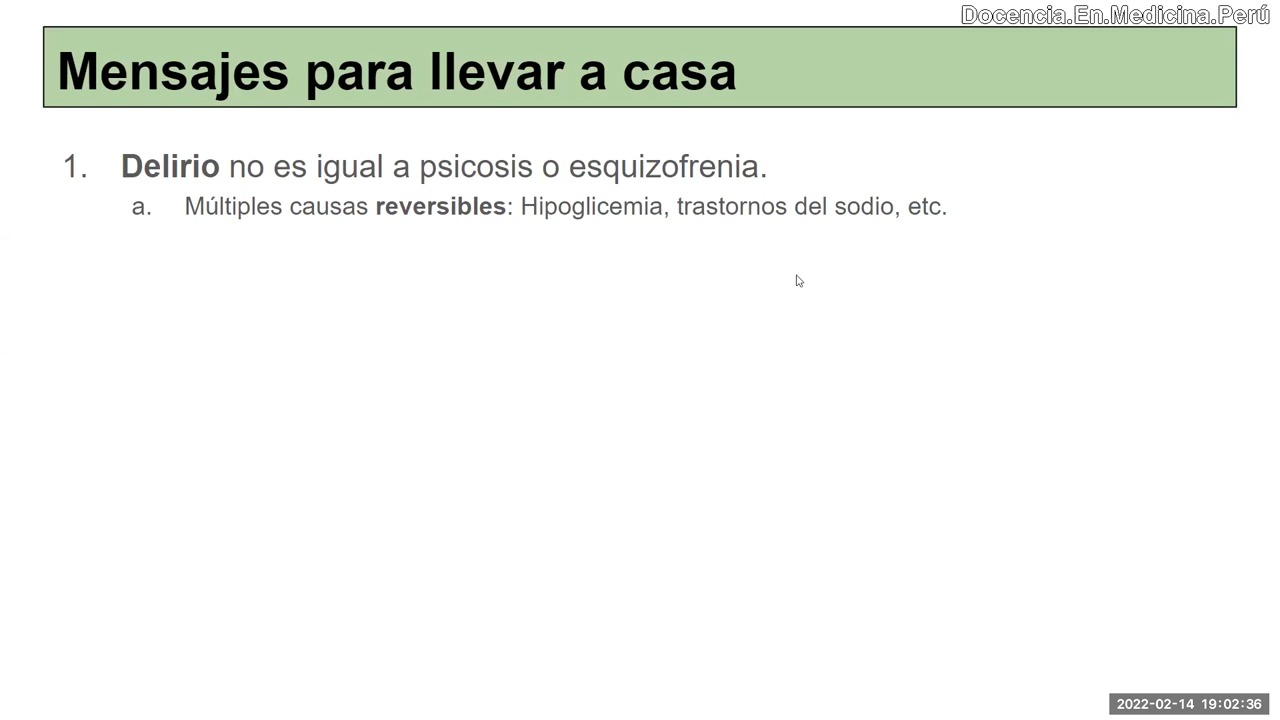 Docencia.En.Medicina.Perú
Mensajes para llevar a casa
1. Delirio no es igual a psicosis o esquizofrenia.
a. Múltiples causas reversibles: Hipoglicemia, trastornos del sodio, etc.
2022-02-14 19:02:36